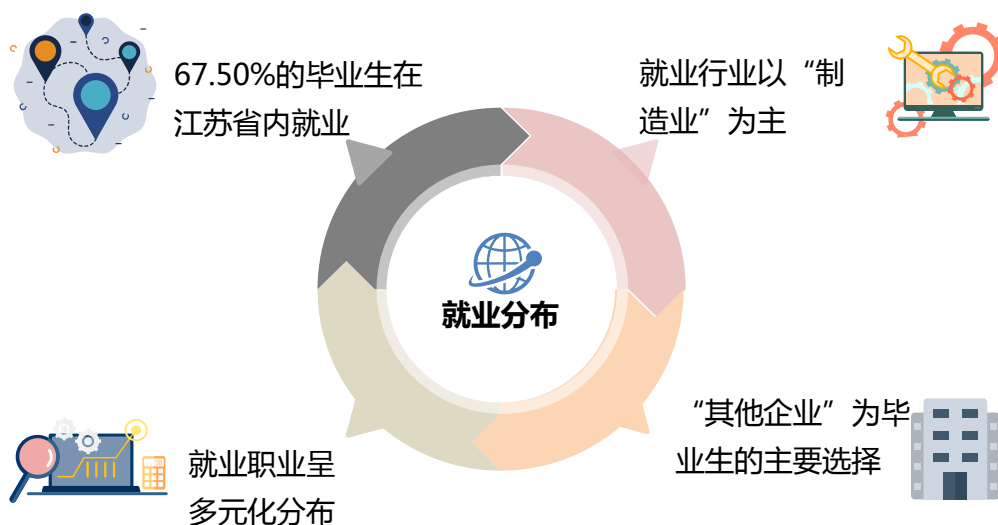 67.50%的毕业生在
江苏省内就业
就业行业以“制
造业”为主
就业分布
“其他企业”为毕
业生的主要选择
就业职业呈
多元化分布